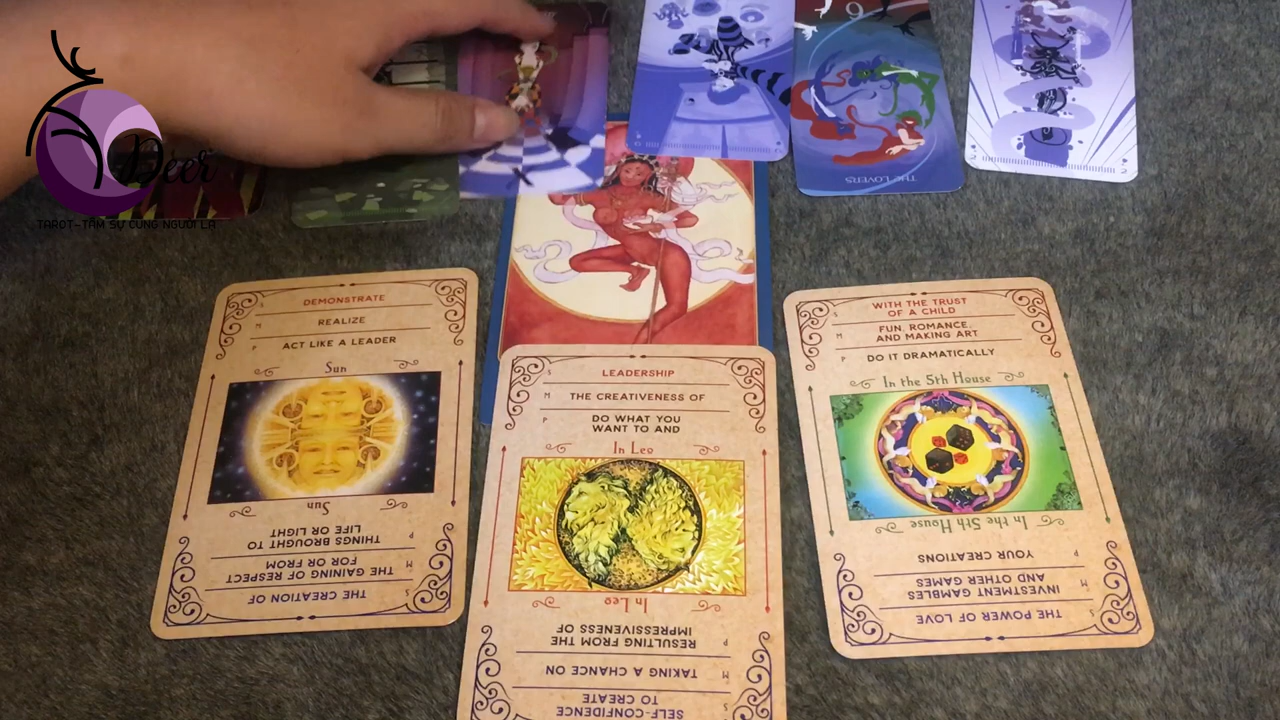 Deer
TAROT-TÂM SỰ CÙNG NGƯỜI LẠ
THE LOVERS
6
2
S DEMONSTRATE
M REALIZE
P ACT LIKE A LEADER
Sun
Sun
P THINGS BROUGHT TO
LIFE OR LIGHT
M THE GAINING OF RESPECT
FOR OR FROM
S THE CREATION OF
S LEADERSHIP
M THE CREATIVENESS OF
P DO WHAT YOU
WANT TO AND
In Leo
In Leo
P RESULTING FROM THE
IMPRESSIVENESS OF
M TAKING A CHANCE ON
S SELF-CONFIDENCE
TO CREATE
S WITH THE TRUST
OF A CHILD
M FUN, ROMANCE,
AND MAKING ART
P DO IT DRAMATICALLY
In the 5th House
In the 5th House
P YOUR CREATIONS
M INVESTMENT GAMBLES
AND OTHER GAMES
S THE POWER OF LOVE